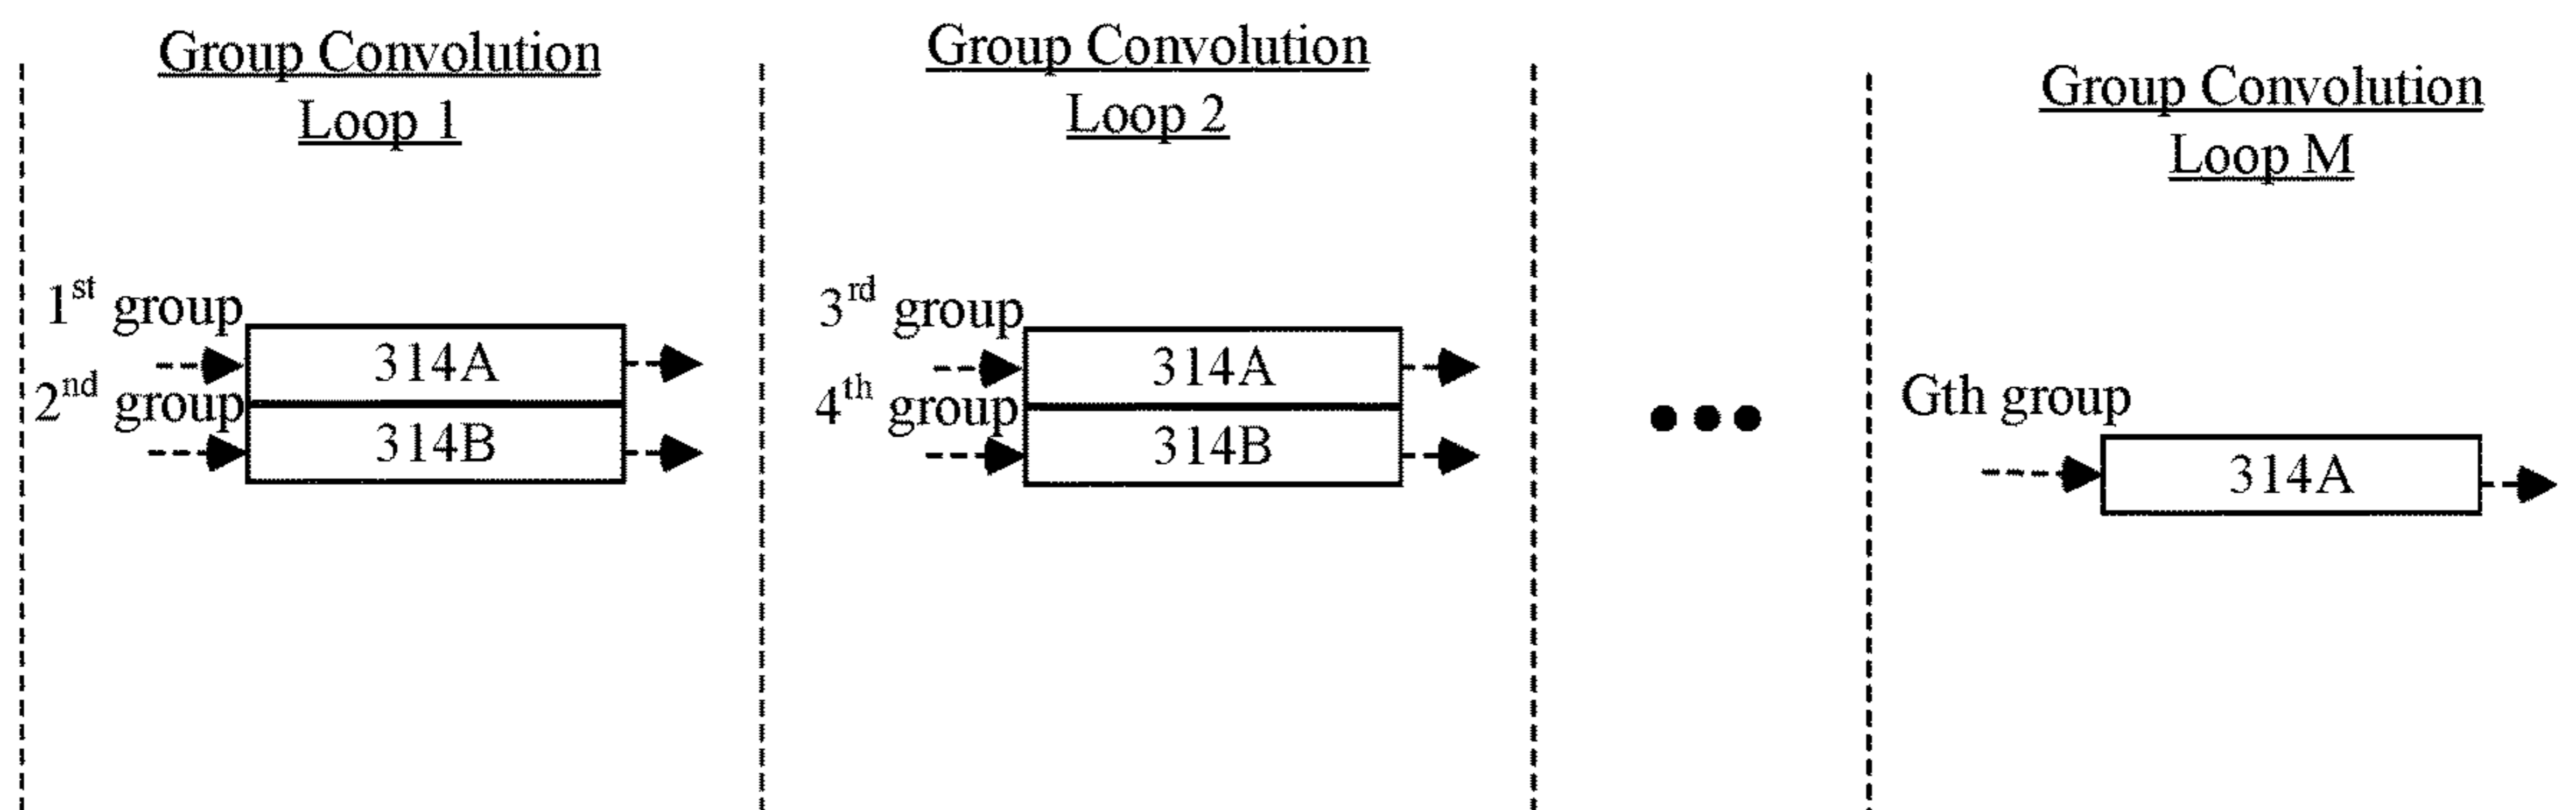 Group Convolution
Loop 1
1st group
314A
2nd group
314B
Group Convolution
Loop 2
3rd group
314A
4th group
314B
Group Convolution
Loop M
Gth group
314A